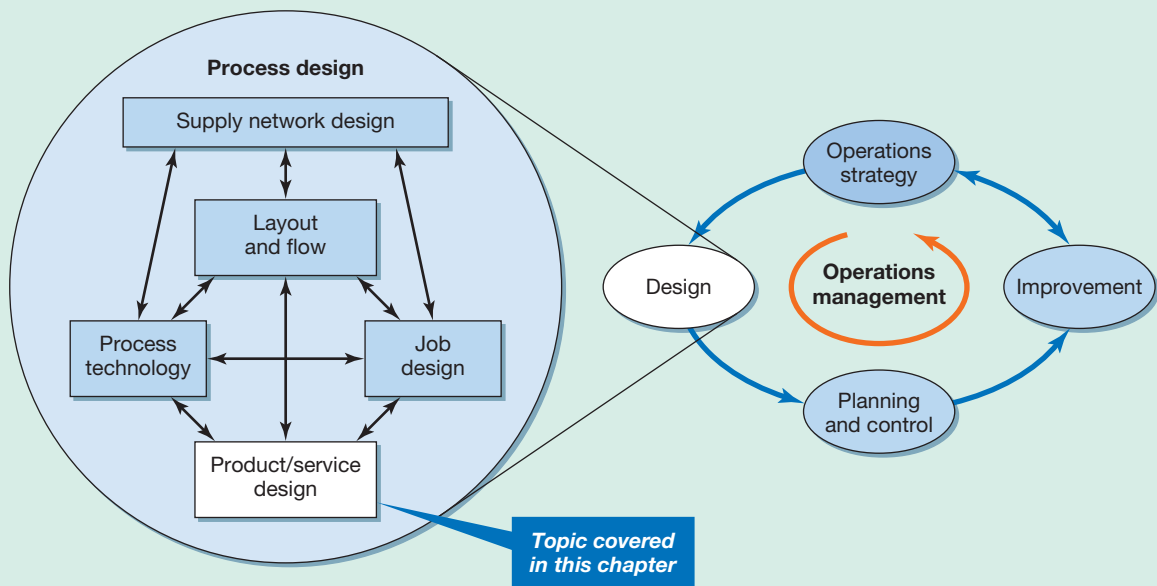 Process design
Supply network design
Layout
and flow
Process
technology
Job
design
Product/service
design
Topic covered
in this chapter
Operations
strategy
Design
Operations
management
Improvement
Planning
and control